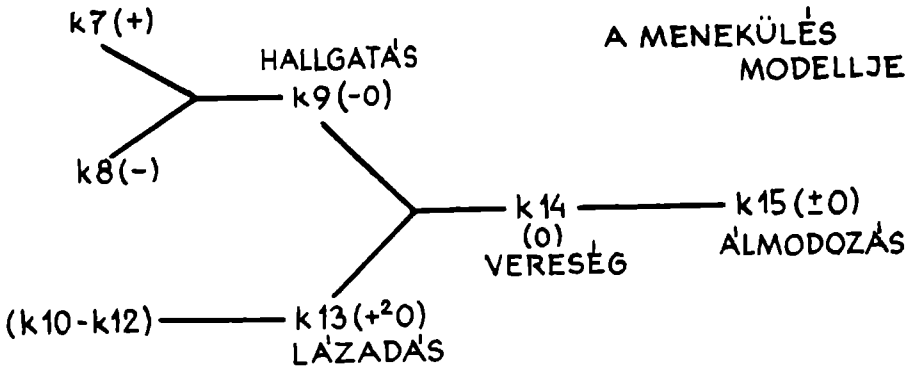 k7(+)
A MENEKÜLÉS
MODELLJE
HALLGATÁS
k9(-0)
k8(-)
k14
(0)
VERESÉG
k15(±0)
ÁLMODOZÁS
(k10-k12)
k13(+²0)
LÁZADÁS